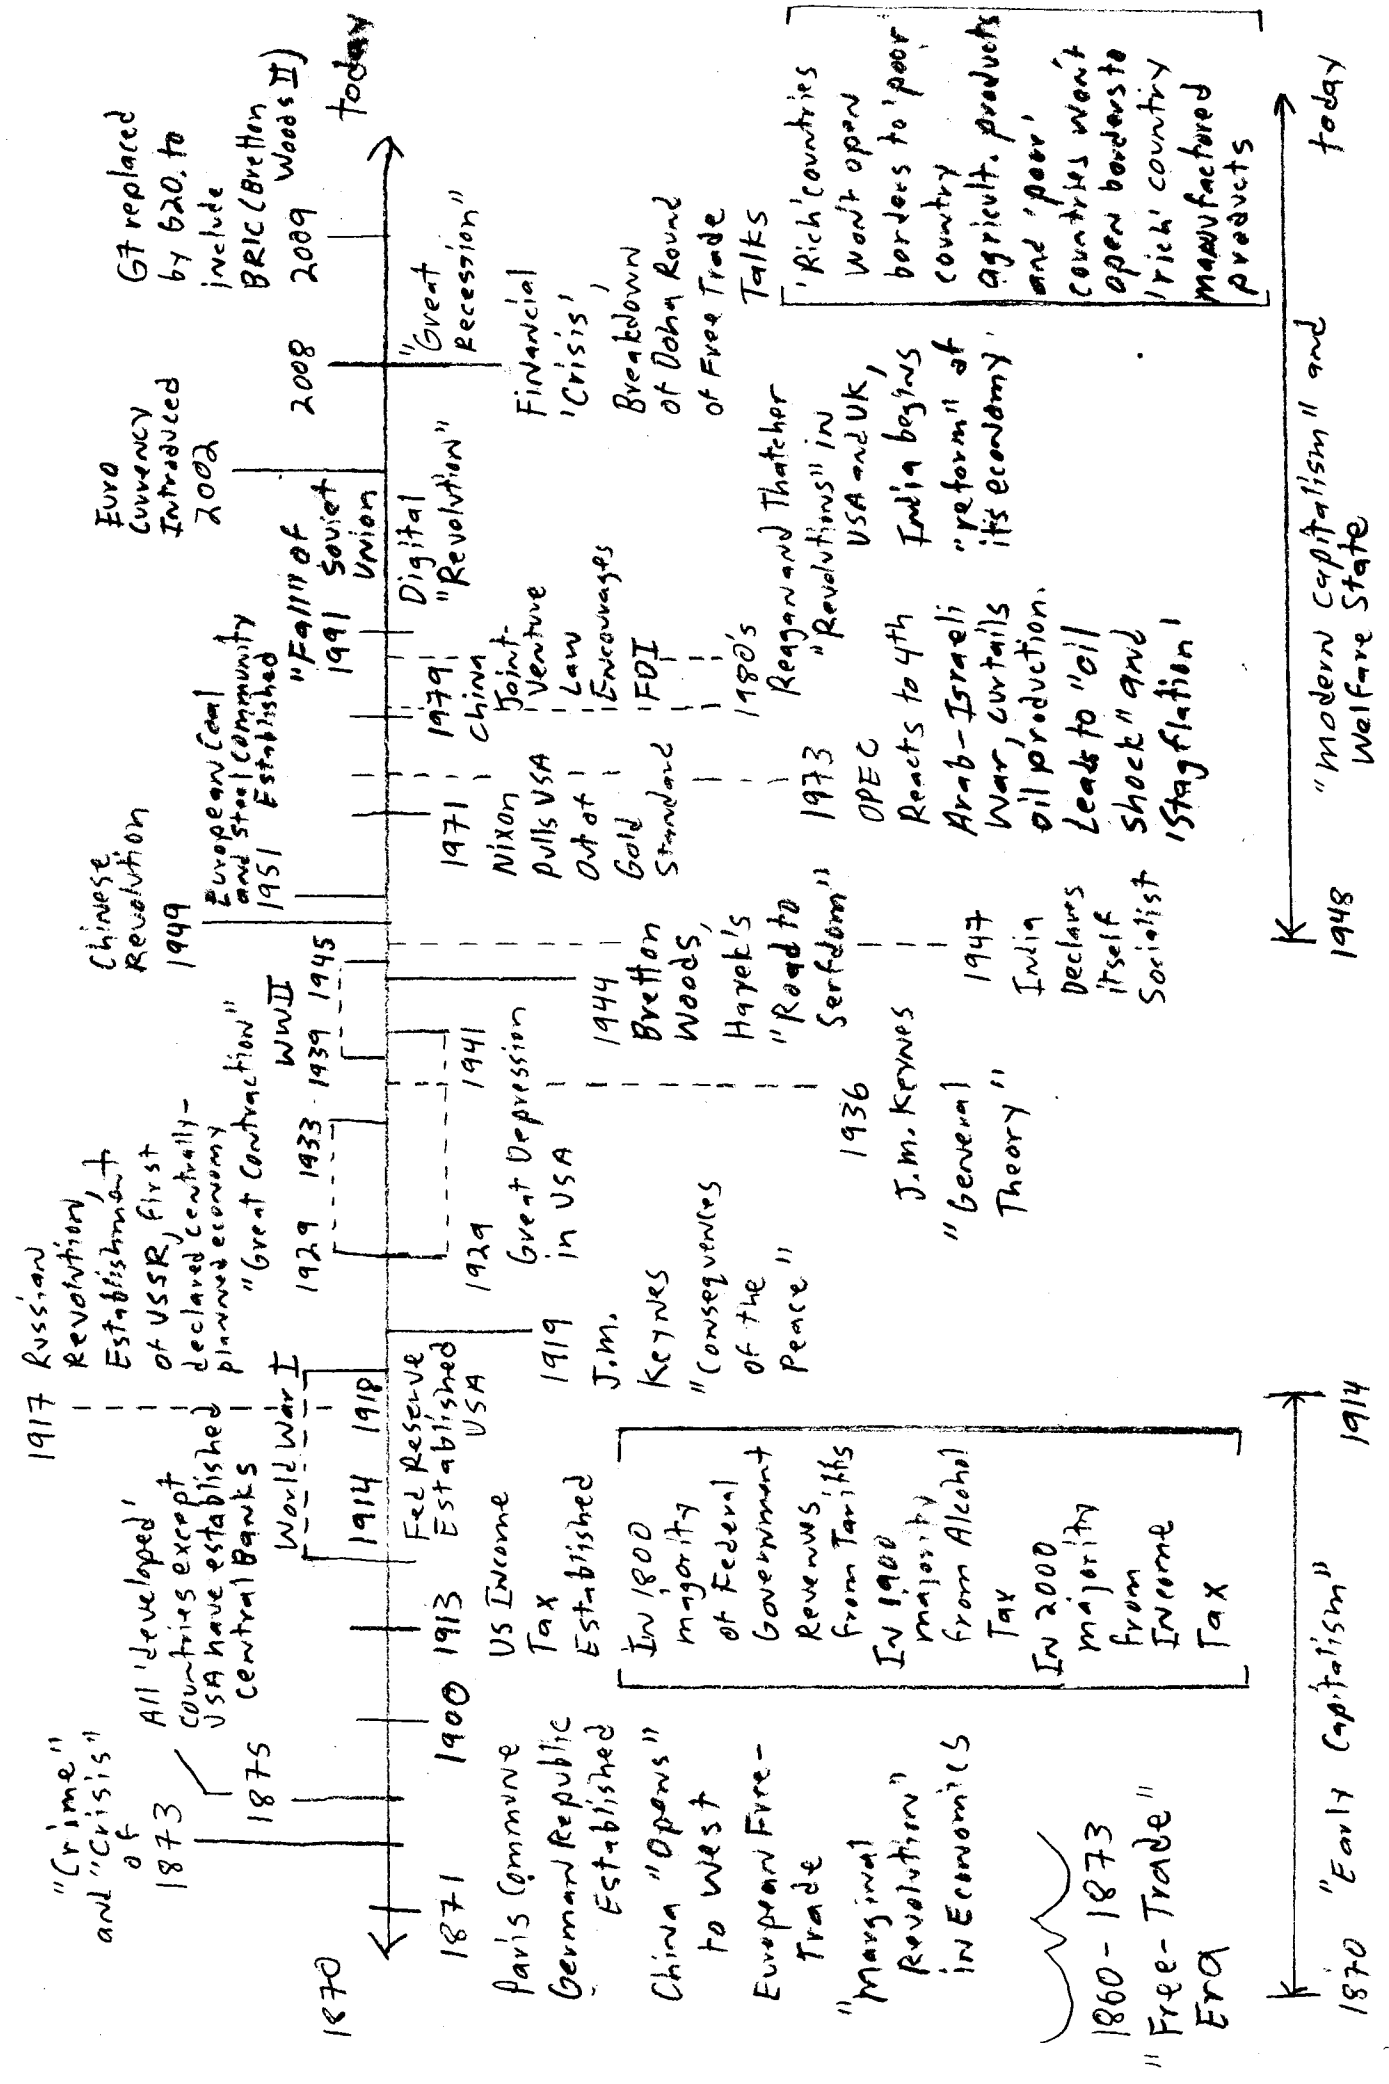 1870
"Crime"
and "Crisis"
of
1873
1875
All 'developed'
countries except
USA have established
central Banks
1917 Russian
Revolution,
Establishment
of USSR, first
declared centrally-
planned economy
World War I
1914 1918
"Great Contraction"
1929 1933
WWII
1939 1945
Chinese
Revolution
1949
European Coal
and Steel Community
1951 Established
"Fall" of
1991 Soviet
Union
Euro
Currency
Introduced
2002
2008
G7 replaced
by G20, to
include
BRIC (Bretton
2009 Woods II)
today
1871
Paris Commune
German Republic
Established
China "Opens"
to West
European Free-
Trade
"Marginal
Revolution"
in Economics
1860-1873
"Free-Trade"
Era
1900
1913
US Income
Tax
Established
Fed Reserve
Established
USA
In 1800
magority
of Federal
Government
Revenues
from Tariffs
In 1900
majority
from Alcohol
Tax
In 2000
majority
from
Income
Tax
1919
J.M.
Keynes
"Consequences
of the
Peace"
1929 1941
Great Depression
in USA
1936
J.M. Keynes
"General
Theory"
1944
Bretton
Woods,
Hayek's
"Road to
Serfdom"
1947
India
Declares
itself
Socialist
1971
Nixon
Pulls USA
Out of
Gold
Standard
1973
OPEC
Reacts to 4th
Arab-Israeli
War, curtails
oil production.
Leads to "oil
shock" and
'Stagflation'
1979
China
Joint-
Venture
Law
Encourages
FDI
1980's
Reagan and Thatcher
"Revolutions" in
USA and UK,
India begins
"reform" of
its economy.
Digital
"Revolution"
"Great
Recession"
Financial
'Crisis',
Breakdown
of Doha Round
of Free Trade
Talks
'Rich' countries
won't open
borders to 'poor'
country
agricult. products
and 'poor'
countries won't
open borders to
'rich' country
manufactured
products
1870 "Early Capitalism" 1914
1948 "modern capitalism" and today
Welfare State